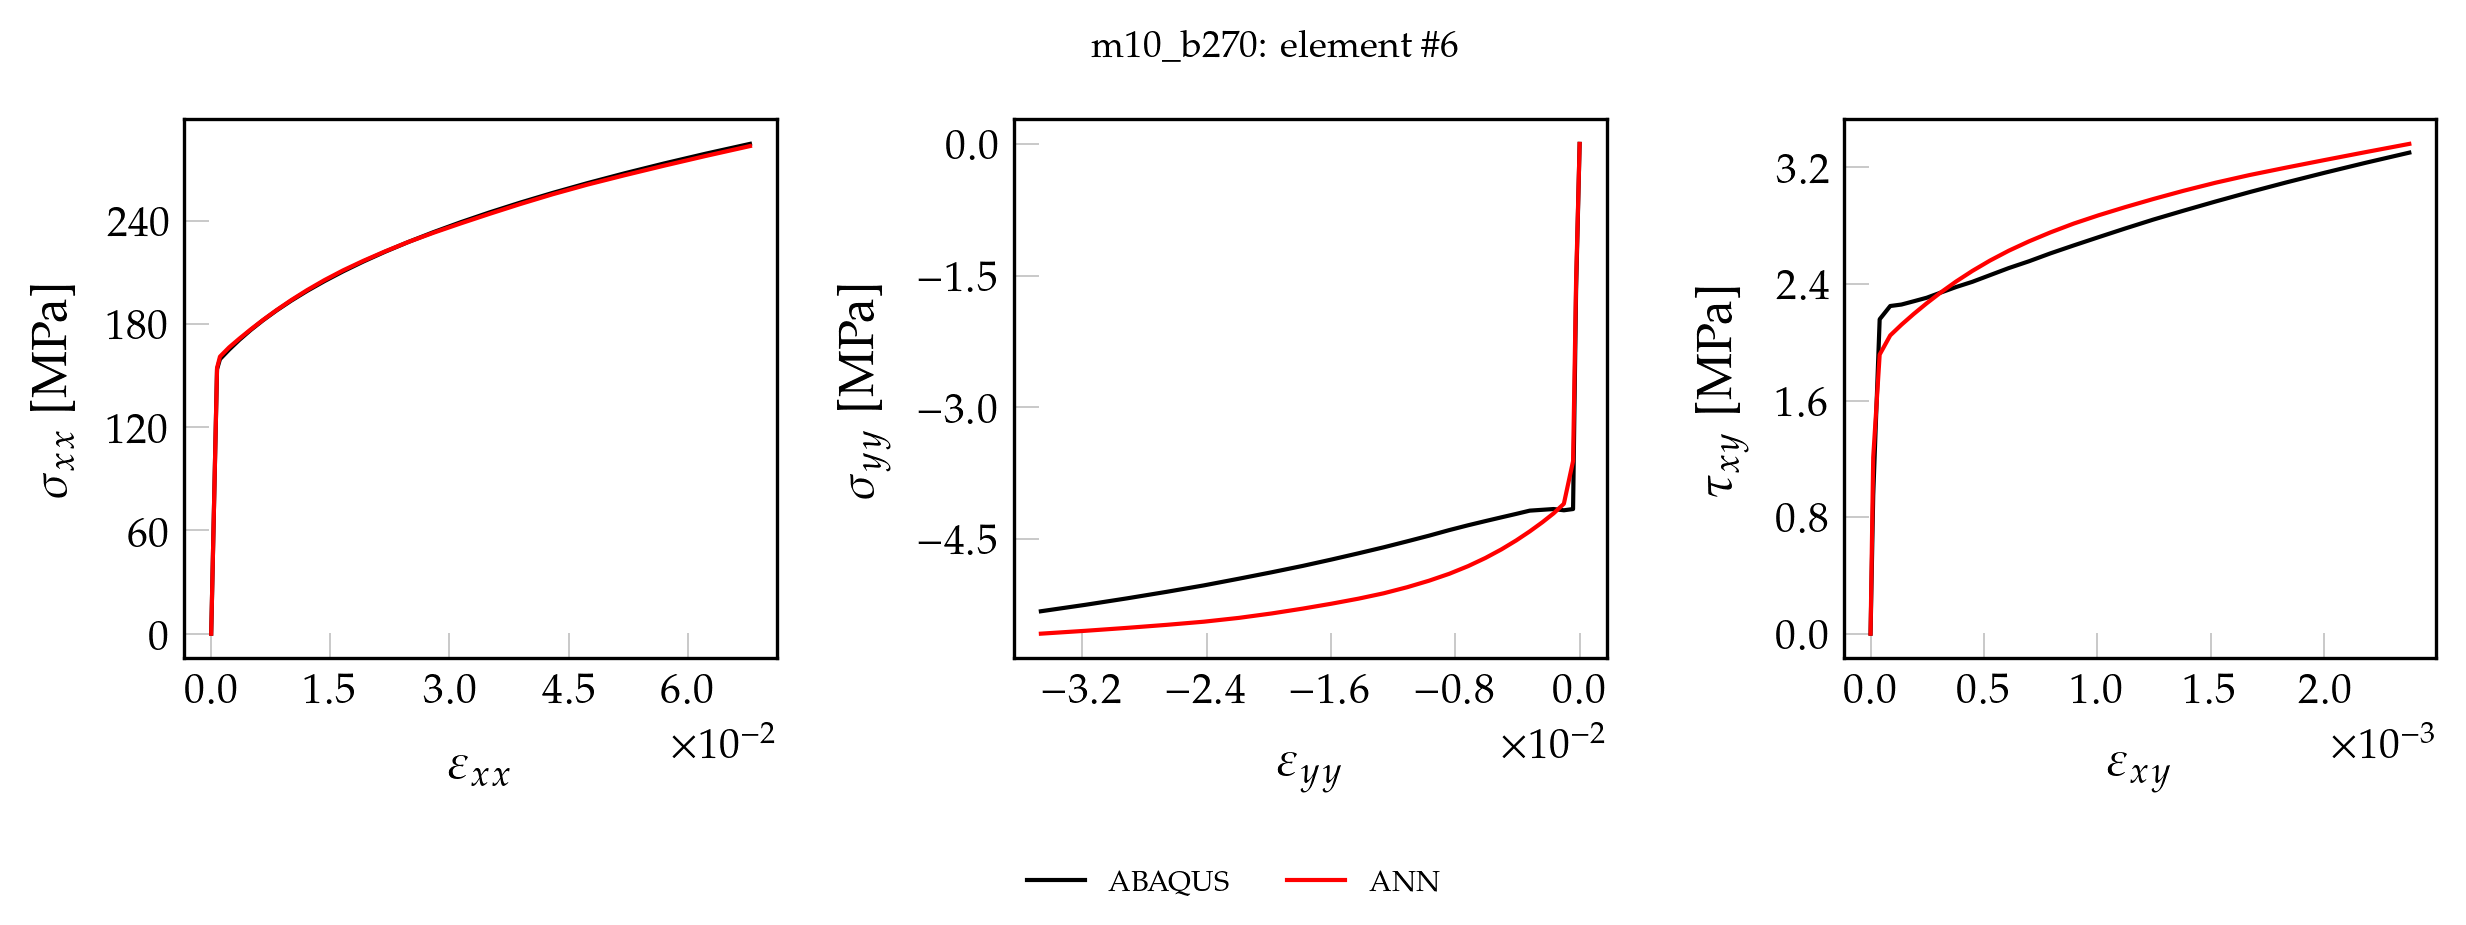 m10_b270: element #6
σxx [MPa]
240
180
120
60
0
0.0 1.5 3.0 4.5 6.0
×10−2
εxx
σyy [MPa]
0.0
−1.5
−3.0
−4.5
−3.2 −2.4 −1.6 −0.8 0.0
×10−2
εyy
τxy [MPa]
3.2
2.4
1.6
0.8
0.0
0.0 0.5 1.0 1.5 2.0
×10−3
εxy
ABAQUS ANN